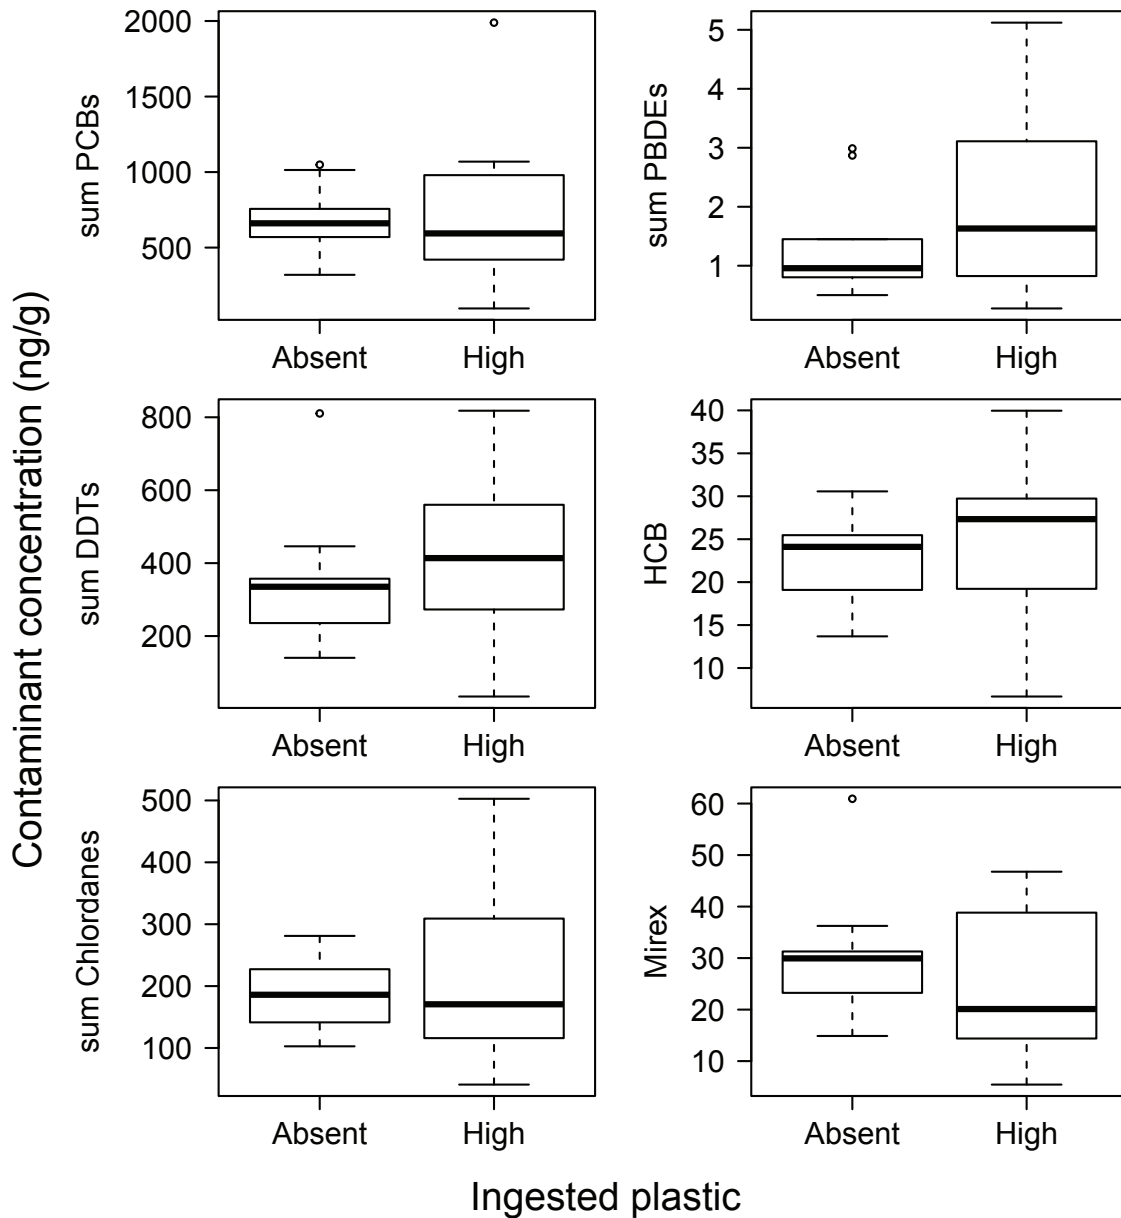 Contaminant concentration (ng/g)
sum PCBs
2000
1500
1000
500
Absent High
sum PBDEs
5
4
3
2
1
Absent High
sum DDTs
800
600
400
200
Absent High
HCB
40
35
30
25
20
15
10
Absent High
sum Chlordanes
500
400
300
200
100
Absent High
Mirex
60
50
40
30
20
10
Absent High
Ingested plastic